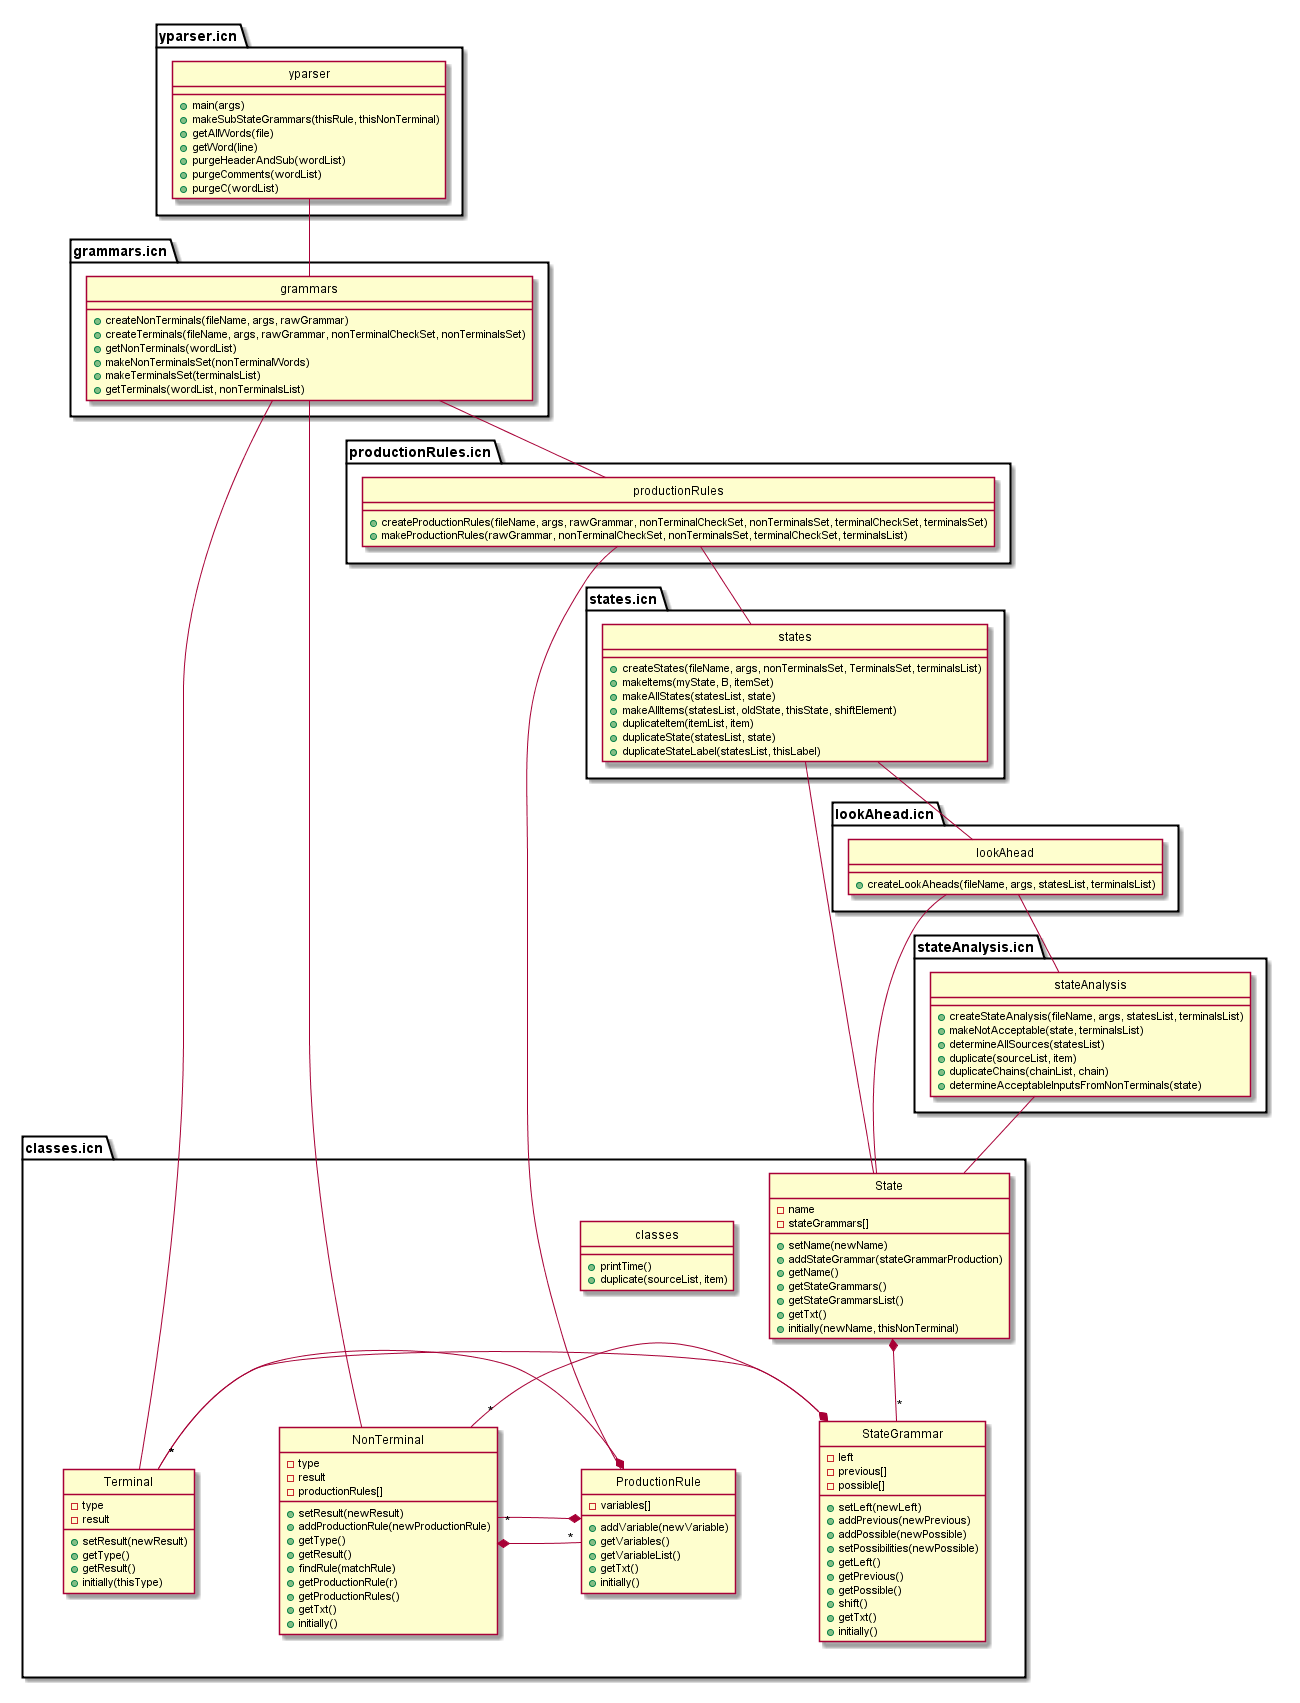 yparser.icn
yparser
main(args)
makeSubStateGrammars(thisRule, thisNonTerminal)
getAllWords(file)
getWord(line)
purgeHeaderAndSub(wordList)
purgeComments(wordList)
purgeC(wordList)
grammars.icn
grammars
createNonTerminals(fileName, args, rawGrammar)
createTerminals(fileName, args, rawGrammar, nonTerminalCheckSet, nonTerminalsSet)
getNonTerminals(wordList)
makeNonTerminalsSet(nonTerminalWords)
makeTerminalsSet(terminalsList)
getTerminals(wordList, nonTerminalsList)
productionRules.icn
productionRules
createProductionRules(fileName, args, rawGrammar, nonTerminalCheckSet, nonTerminalsSet, terminalCheckSet, terminalsSet)
makeProductionRules(rawGrammar, nonTerminalCheckSet, nonTerminalsSet, terminalCheckSet, terminalsList)
states.icn
states
createStates(fileName, args, nonTerminalsSet, TerminalsSet, terminalsList)
makeItems(myState, B, itemSet)
makeAllStates(statesList, state)
makeAllItems(statesList, oldState, thisState, shiftElement)
duplicateItem(itemList, item)
duplicateState(statesList, state)
duplicateStateLabel(statesList, thisLabel)
lookAhead.icn
lookAhead
createLookAheads(fileName, args, statesList, terminalsList)
stateAnalysis.icn
stateAnalysis
createStateAnalysis(fileName, args, statesList, terminalsList)
makeNotAcceptable(state, terminalsList)
determineAllSources(statesList)
duplicate(sourceList, item)
duplicateChains(chainList, chain)
determineAcceptableInputsFromNonTerminals(state)
classes.icn
State
name
stateGrammars[]
setName(newName)
addStateGrammar(stateGrammarProduction)
getName()
getStateGrammars()
getStateGrammarsList()
getTxt()
initially(newName, thisNonTerminal)
classes
printTime()
duplicate(sourceList, item)
*
*
*
*
*
Terminal
type
result
setResult(newResult)
getType()
getResult()
initially(thisType)
NonTerminal
type
result
productionRules[]
setResult(newResult)
addProductionRule(newProductionRule)
getType()
getResult()
findRule(matchRule)
getProductionRule(r)
getProductionRules()
getTxt()
initially()
ProductionRule
variables[]
addVariable(newVariable)
getVariables()
getVariableList()
getTxt()
initially()
StateGrammar
left
previous[]
possible[]
setLeft(newLeft)
addPrevious(newPrevious)
addPossible(newPossible)
setPossibilities(newPossible)
getLeft()
getPrevious()
getPossible()
shift()
getTxt()
initially()